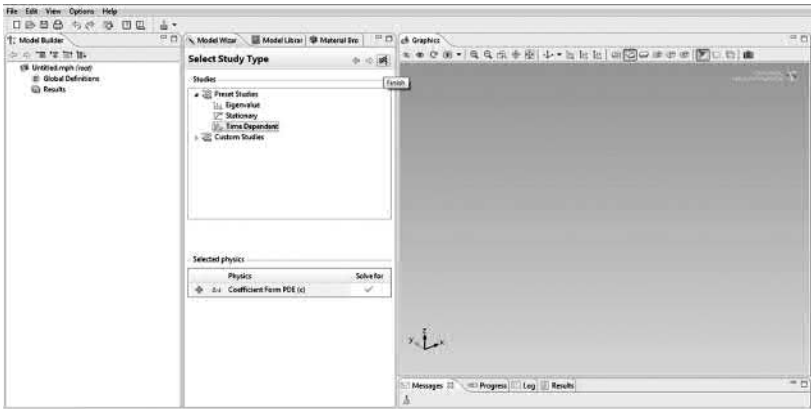 File Edit View Options Help
Model Builder
Untitled.mph (root)
Global Definitions
Results
Model Wizar
Model Librar
Material Bro
Select Study Type
Finish
Studies
Preset Studies
Eigenvalue
Stationary
Time Dependent
Custom Studies
Selected physics
Physics Solve for
Coefficient Form PDE (c)
Graphics
z
y
x
Messages
Progress
Log
Results